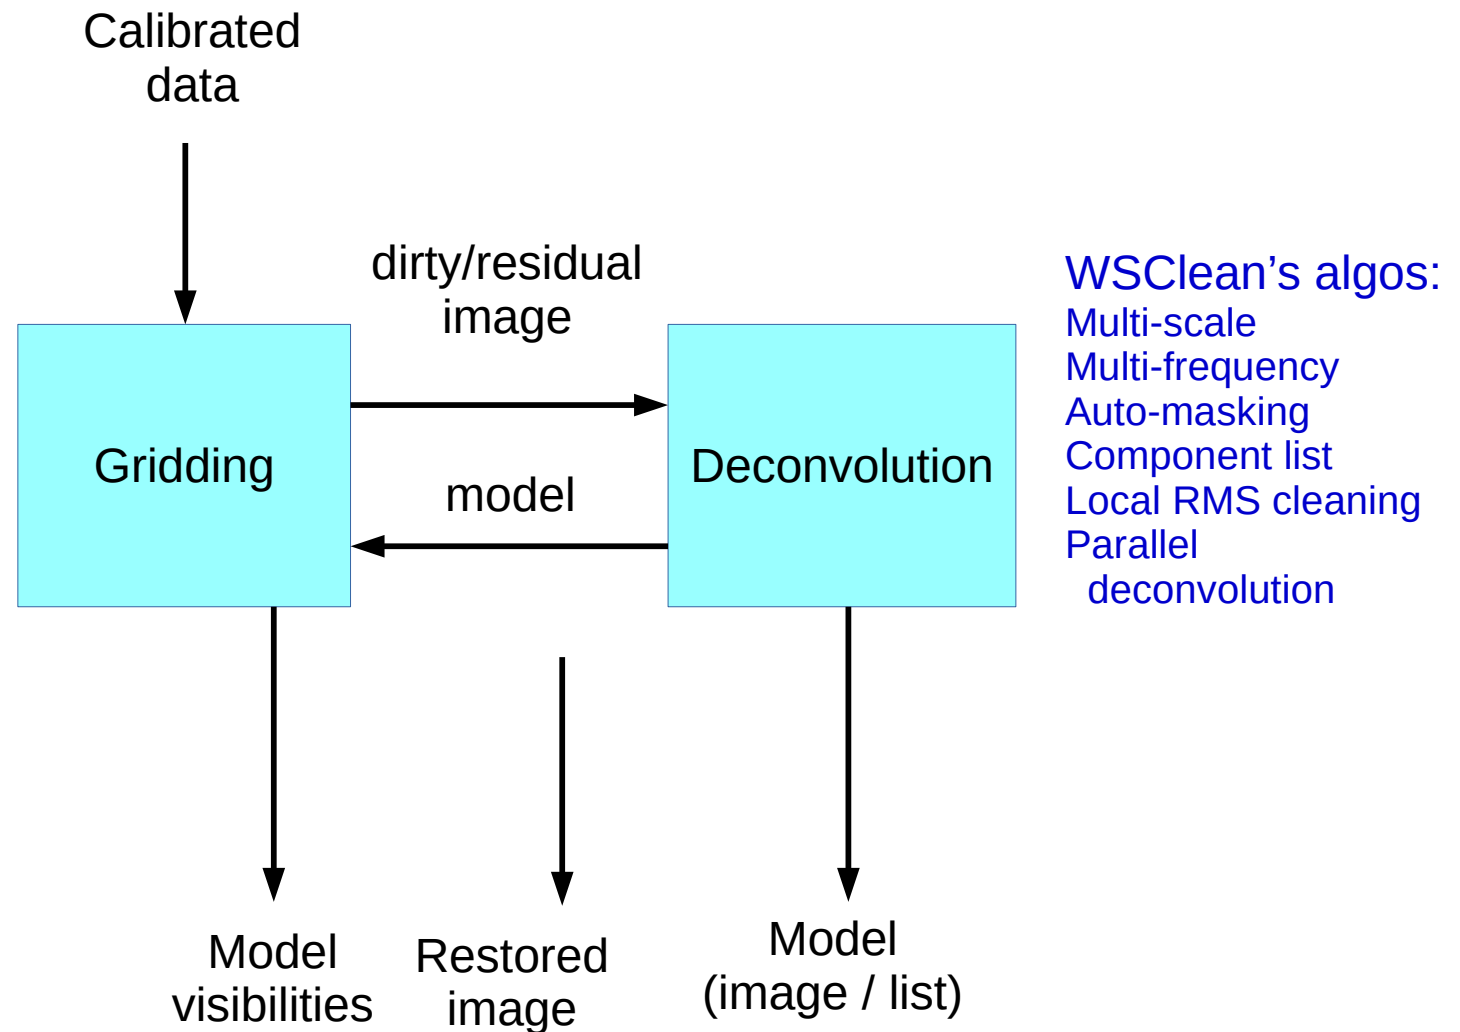 Calibrated
data
dirty/residual
image
Gridding
model
Deconvolution
WSClean’s algos:
Multi-scale
Multi-frequency
Auto-masking
Component list
Local RMS cleaning
Parallel
deconvolution
Model
visibilities
Restored
image
Model
(image / list)